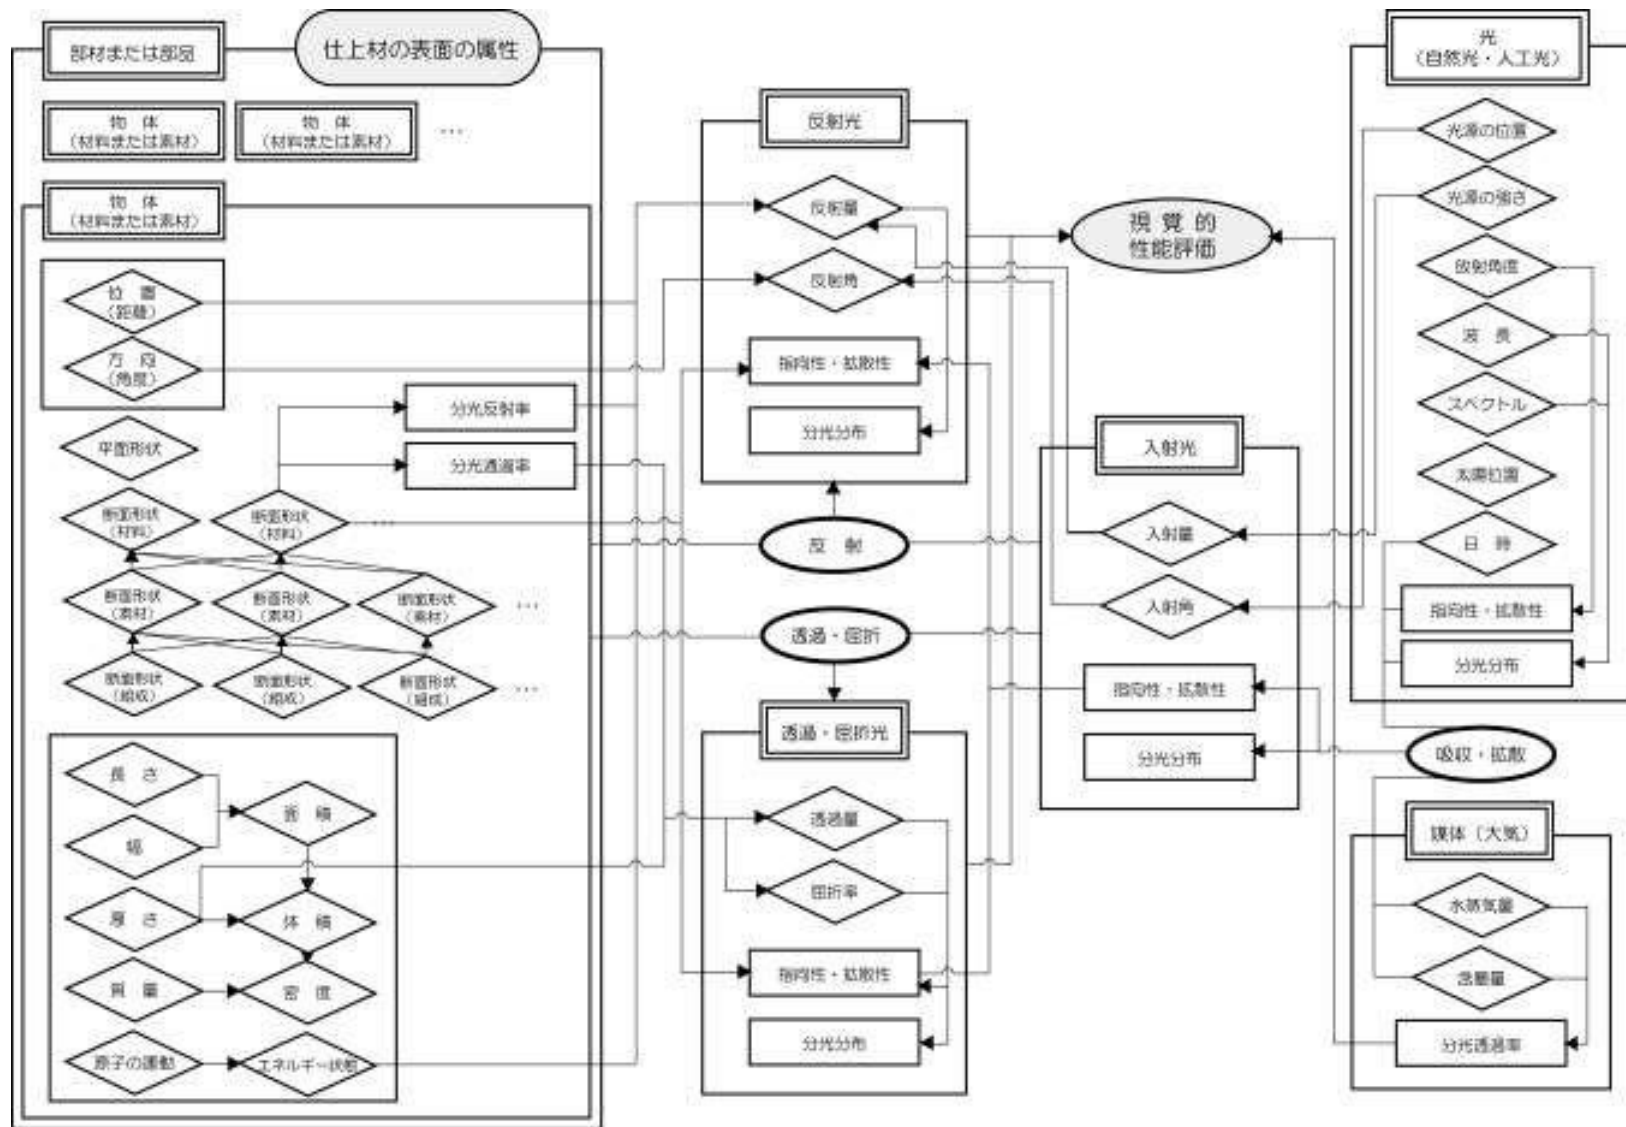 部材または部品
仕上材の表面の属性
物 体
(材料または素材)
物 体
(材料または素材)
…
物 体
(材料または素材)
位 置
(距離)
方 向
(角度)
平面形状
断面形状
(材料)
断面形状
(材料)
…
断面形状
(素材)
断面形状
(素材)
断面形状
(素材)
…
断面形状
(組成)
断面形状
(組成)
断面形状
(組成)
…
分光反射率
分光透過率
長 さ
幅
厚 さ
質 量
原子の運動
面 積
体 積
密 度
エネルギー状態
反射光
反射量
反射角
指向性・拡散性
分光分布
反 射
透過・屈折
透過・屈折光
透過量
屈折率
指向性・拡散性
分光分布
視 覚 的
性能評価
入射光
入射量
入射角
指向性・拡散性
分光分布
光
(自然光・人工光)
光源の位置
光源の強さ
放射角度
波 長
スペクトル
太陽位置
日 時
指向性・拡散性
分光分布
吸収・拡散
媒体(大気)
水蒸気量
含塵量
分光透過率